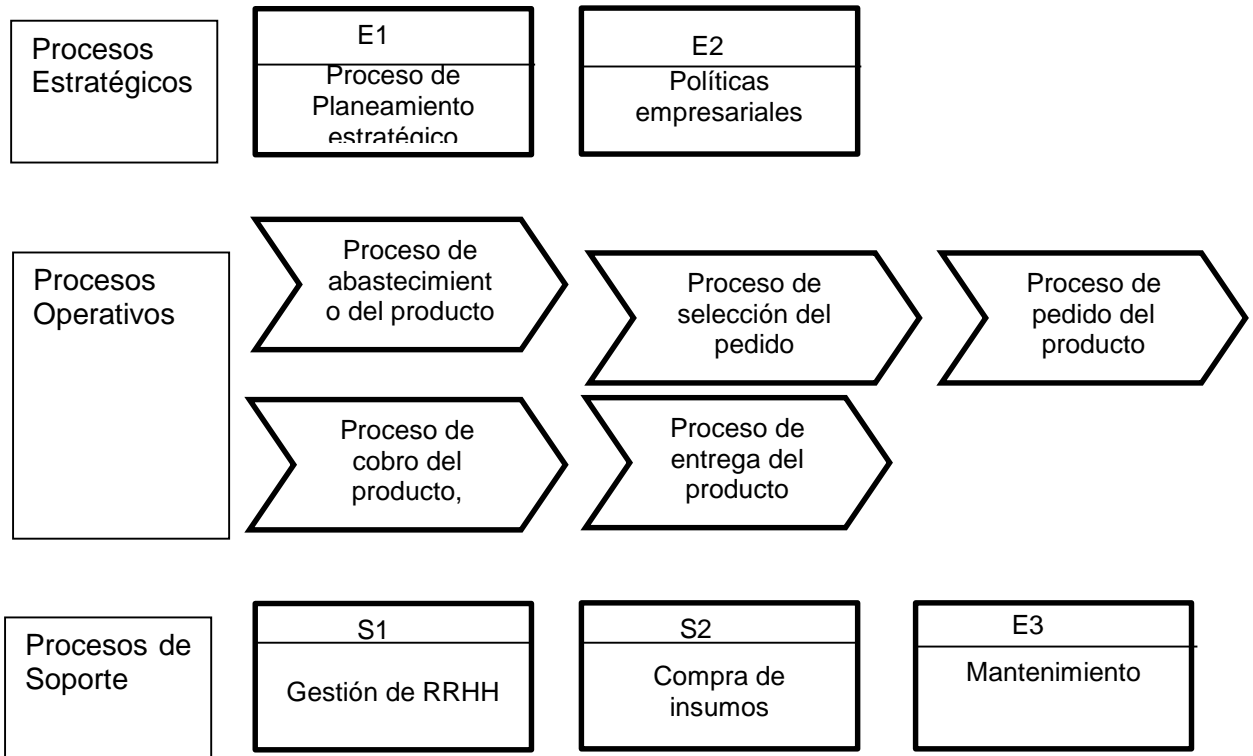 Procesos
Estratégicos
E1
Proceso de
Planeamiento
estratégico
E2
Políticas
empresariales
Procesos
Operativos
Proceso de
abastecimient
o del producto
Proceso de
selección del
pedido
Proceso de
pedido del
producto
Proceso de
cobro del
producto,
Proceso de
entrega del
producto
Procesos de
Soporte
S1
Gestión de RRHH
S2
Compra de
insumos
E3
Mantenimiento